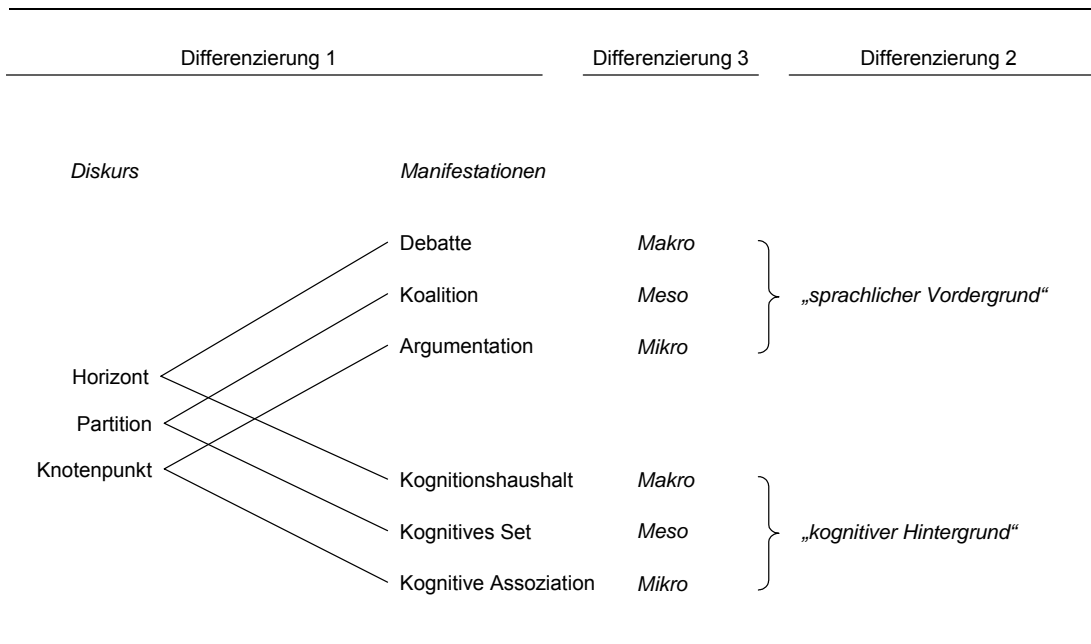 Differenzierung 1 Differenzierung 3 Differenzierung 2
Diskurs Manifestationen
Debatte Makro
Koalition Meso „sprachlicher Vordergrund“
Argumentation Mikro
Horizont
Partition
Knotenpunkt
Kognitionshaushalt Makro
Kognitives Set Meso „kognitiver Hintergrund“
Kognitive Assoziation Mikro